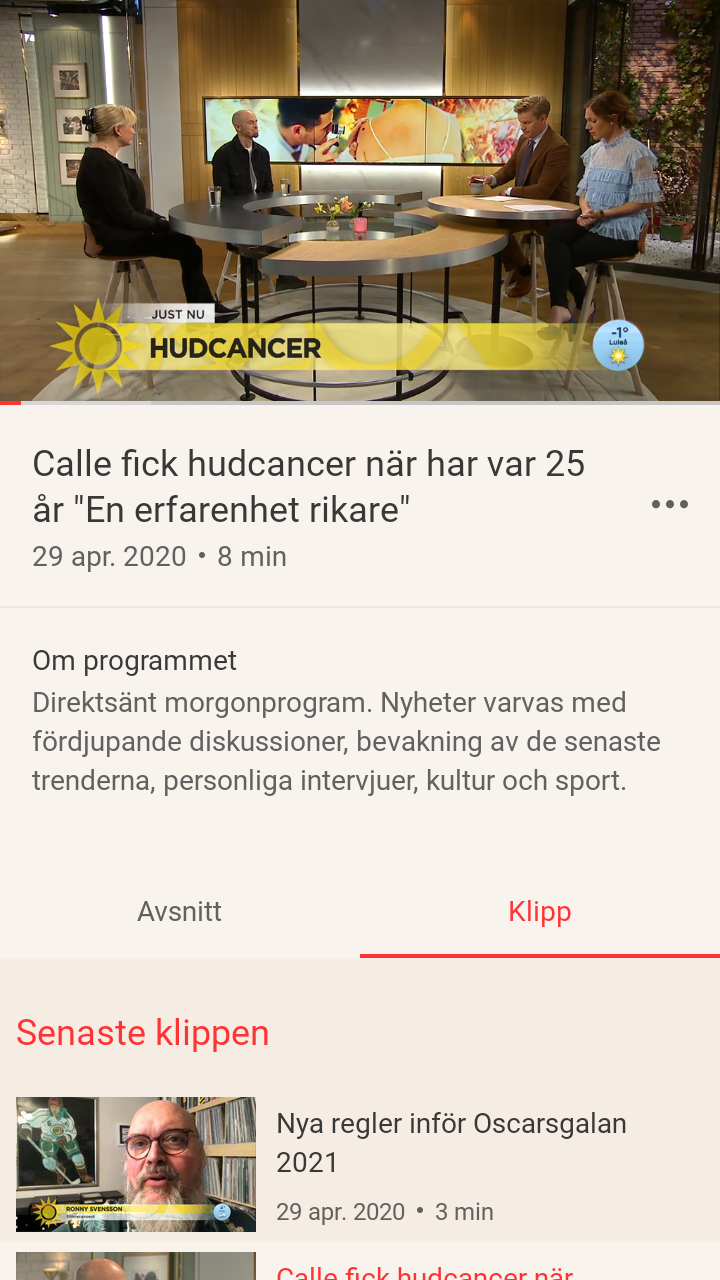 JUST NU
HUDCANCER
-1°
Luleå
Calle fick hudcancer när har var 25
år "En erfarenhet rikare"
29 apr. 2020 • 8 min
Om programmet
Direktsänt morgonprogram. Nyheter varvas med
fördjupande diskussioner, bevakning av de senaste
trenderna, personliga intervjuer, kultur och sport.
Avsnitt
Klipp
Senaste klippen
RONNY SVENSSON
Nya regler inför Oscarsgalan
2021
29 apr. 2020 • 3 min
Calle fick hudcancer när